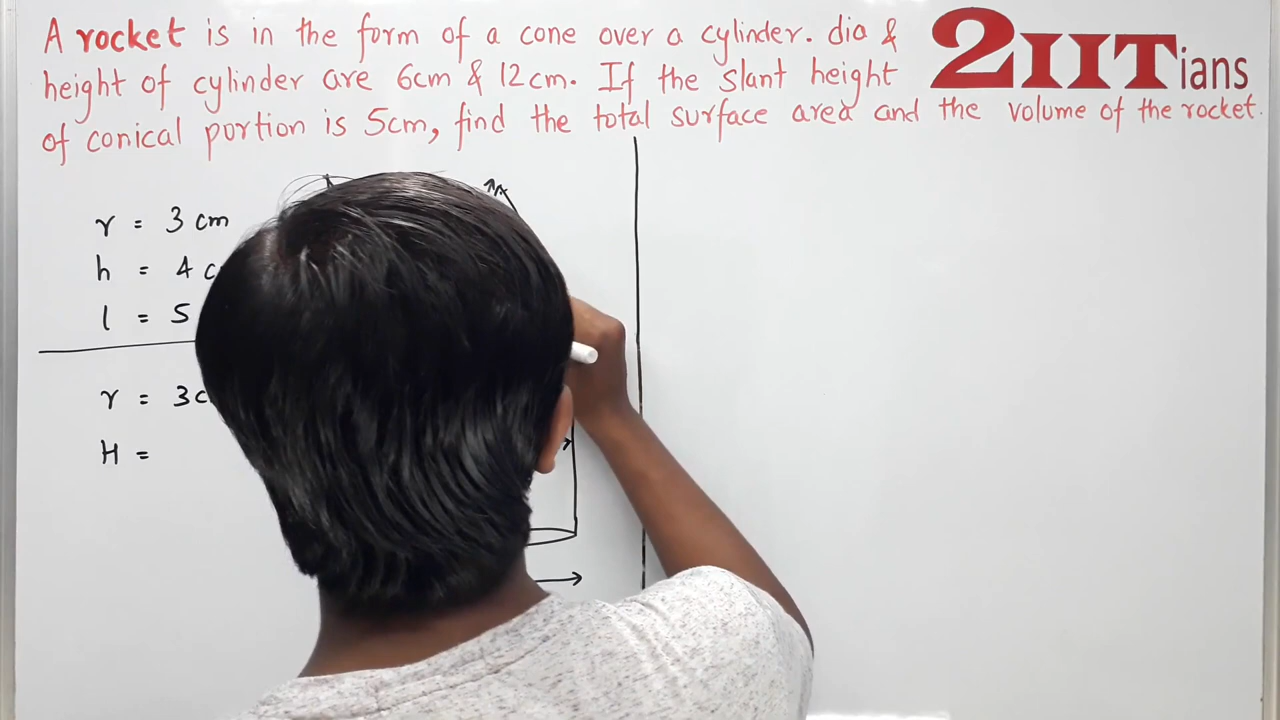 A rocket is in the form of a cone over a cylinder. dia &
height of cylinder are 6cm & 12cm. If the slant height
of conical portion is 5cm, find the total surface area and the volume of the rocket.
2IITians
r = 3 cm
h = 4
l = 5
r = 3
H =